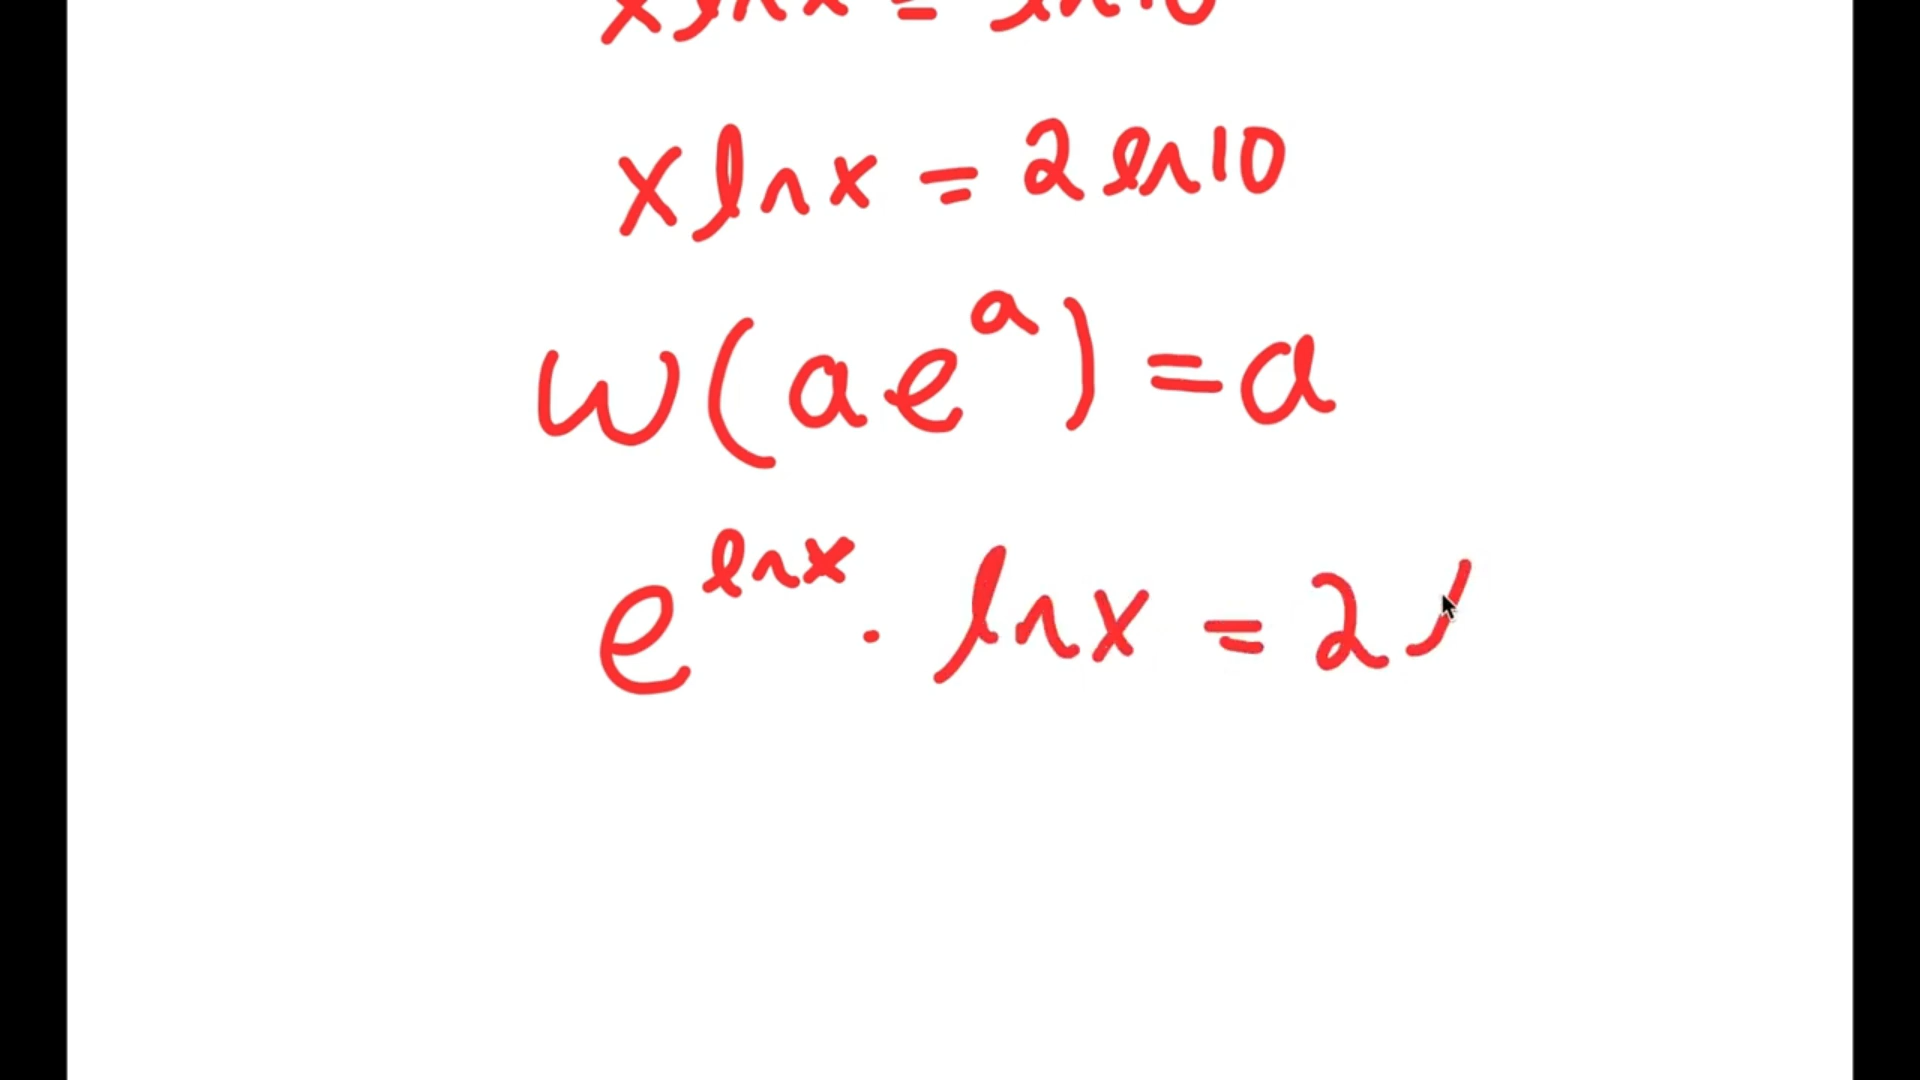 x ln x = 2 ln 10
W(ae^a) = a
e^ln x · ln x = 2